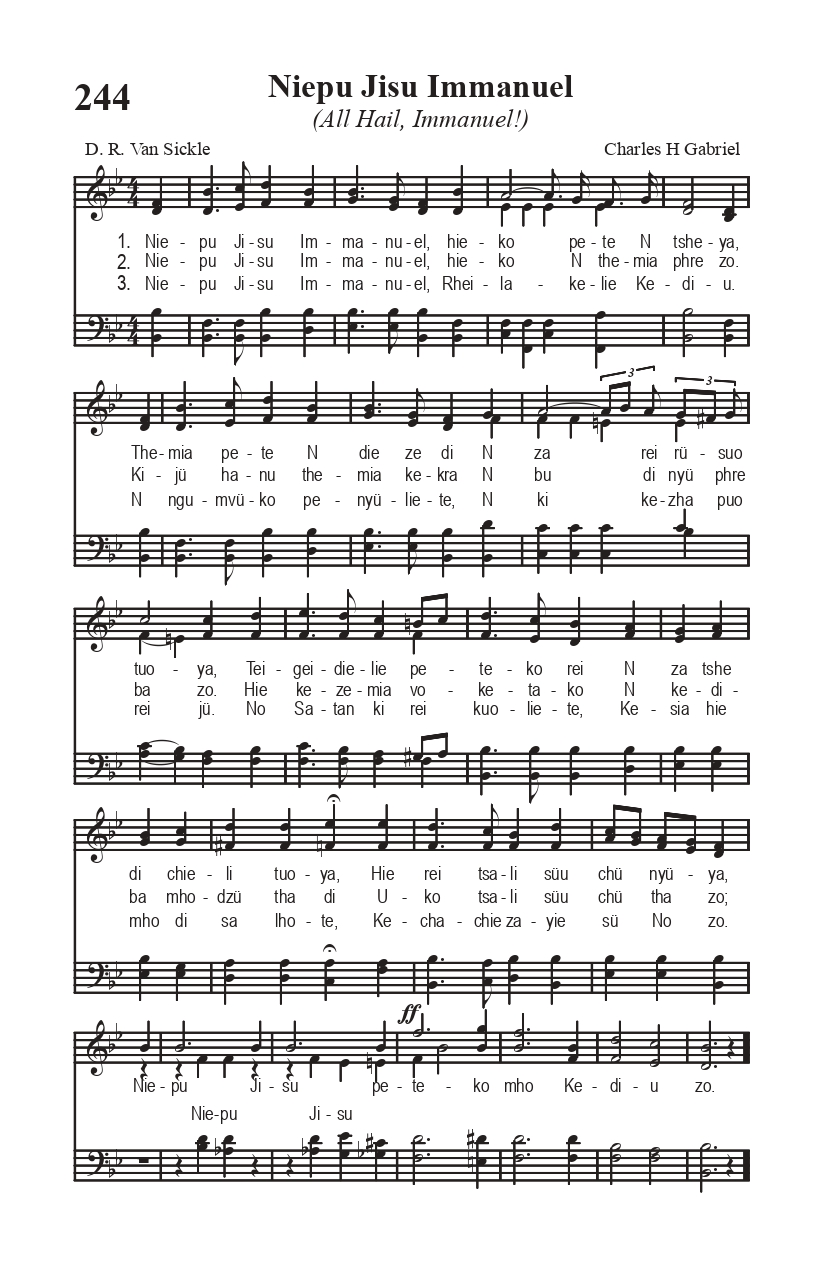 244
Niepu Jisu Immanuel
(All Hail, Immanuel!)
D. R. Van Sickle
Charles H Gabriel
1. Nie - pu Ji - su Im - ma - nu - el, hie - ko pe - te N tshe - ya,
2. Nie - pu Ji - su Im - ma - nu - el, hie - ko N the - mia phre zo.
3. Nie - pu Ji - su Im - ma - nu - el, Rhei - la - ke - lie Ke - di - u.
3 3
The - mia pe - te N die ze di N za rei rü - suo
Ki - jü ha - nu the - mia ke - kra N bu di nyü phre
N ngu - mvü - ko pe - nyü - lie - te, N ki ke - zha puo
tuo - ya, Tei - gei - die - lie pe - te - ko rei N za tshe
ba zo. Hie ke - ze - mia vo - ke - ta - ko N ke - di -
rei jü. No Sa - tan ki rei kuo - lie - te, Ke - sia hie
di chie - li tuo - ya, Hie rei tsa - li süu chü nyü - ya,
ba mho - dzü tha di U - ko tsa - li süu chü tha zo;
mho di sa lho - te, Ke - cha - chie za - yie sü No zo.
ff
Nie - pu Ji - su pe - te - ko mho Ke - di - u zo.
Nie - pu Ji - su